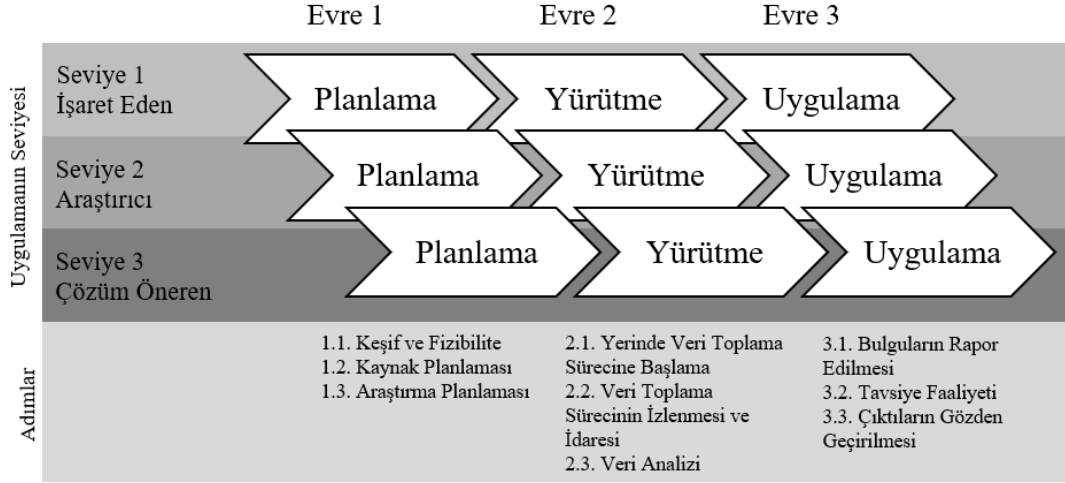 Evre 1
Evre 2
Evre 3
Uygulamanın Seviyesi
Seviye 1
İşaret Eden
Planlama
Yürütme
Uygulama
Seviye 2
Araştırıcı
Planlama
Yürütme
Uygulama
Seviye 3
Çözüm Öneren
Planlama
Yürütme
Uygulama
Adımlar
1.1. Keşif ve Fizibilite
1.2. Kaynak Planlaması
1.3. Araştırma Planlaması
2.1. Yerinde Veri Toplama
Sürecine Başlama
2.2. Veri Toplama
Sürecinin İzlenmesi ve
İdaresi
2.3. Veri Analizi
3.1. Bulguların Rapor
Edilmesi
3.2. Tavsiye Faaliyeti
3.3. Çıktıların Gözden
Geçirilmesi